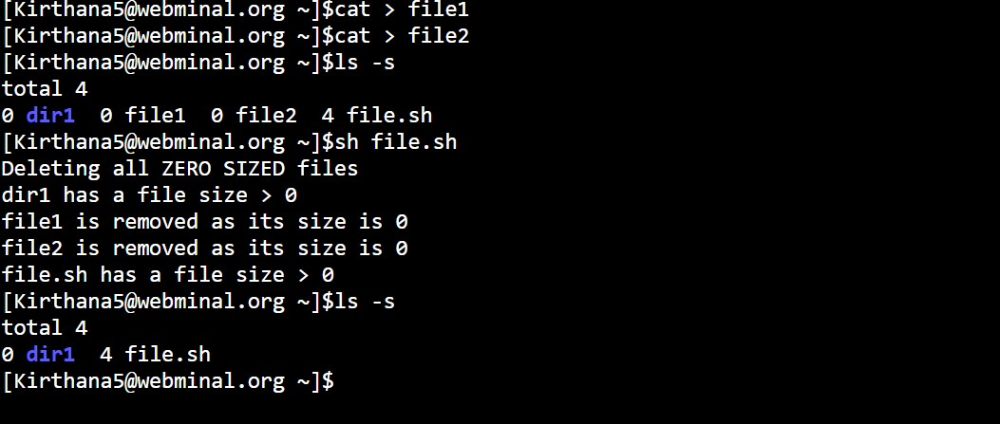 [Kirthana5@webminal.org ~]$cat > file1
[Kirthana5@webminal.org ~]$cat > file2
[Kirthana5@webminal.org ~]$ls -s
total 4
0 dir1  0 file1  0 file2  4 file.sh
[Kirthana5@webminal.org ~]$sh file.sh
Deleting all ZERO SIZED files
dir1 has a file size > 0
file1 is removed as its size is 0
file2 is removed as its size is 0
file.sh has a file size > 0
[Kirthana5@webminal.org ~]$ls -s
total 4
0 dir1  4 file.sh
[Kirthana5@webminal.org ~]$